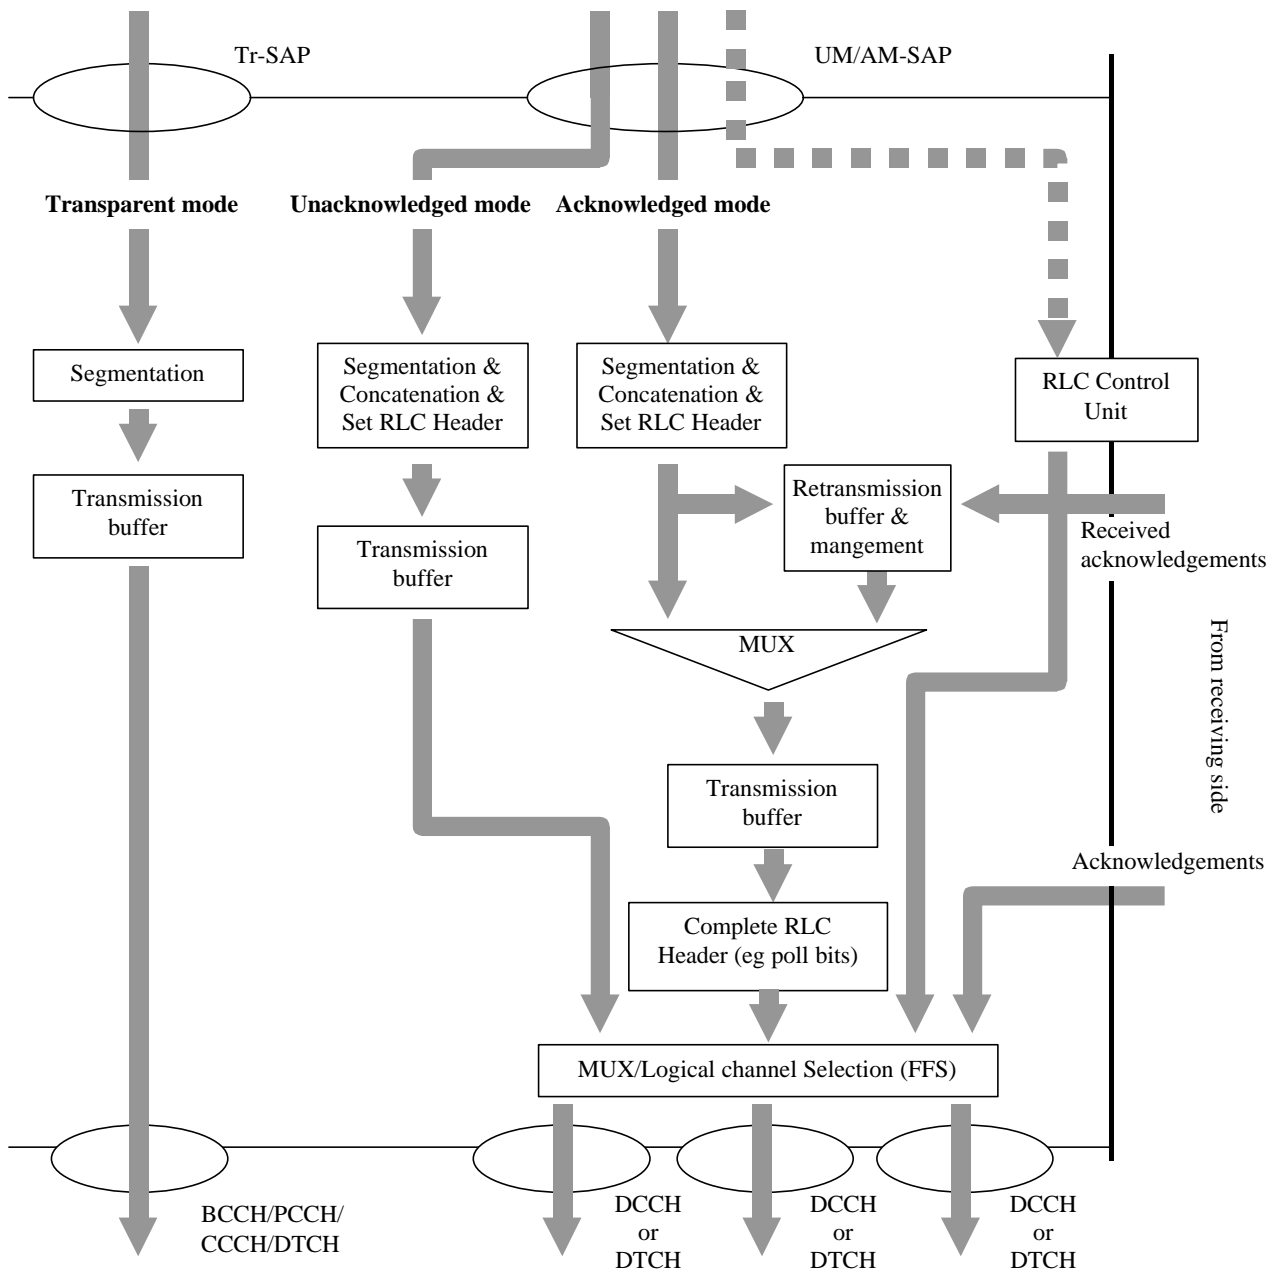 Tr-SAP
UM/AM-SAP
Transparent mode
Unacknowledged mode
Acknowledged mode
Segmentation
Segmentation &
Concatenation &
Set RLC Header
Segmentation &
Concatenation &
Set RLC Header
RLC Control
Unit
Transmission
buffer
Transmission
buffer
Retransmission
buffer &
mangement
Received
acknowledgements
MUX
From receiving side
Transmission
buffer
Acknowledgements
Complete RLC
Header (eg poll bits)
MUX/Logical channel Selection (FFS)
BCCH/PCCH/
CCCH/DTCH
DCCH
or
DTCH
DCCH
or
DTCH
DCCH
or
DTCH